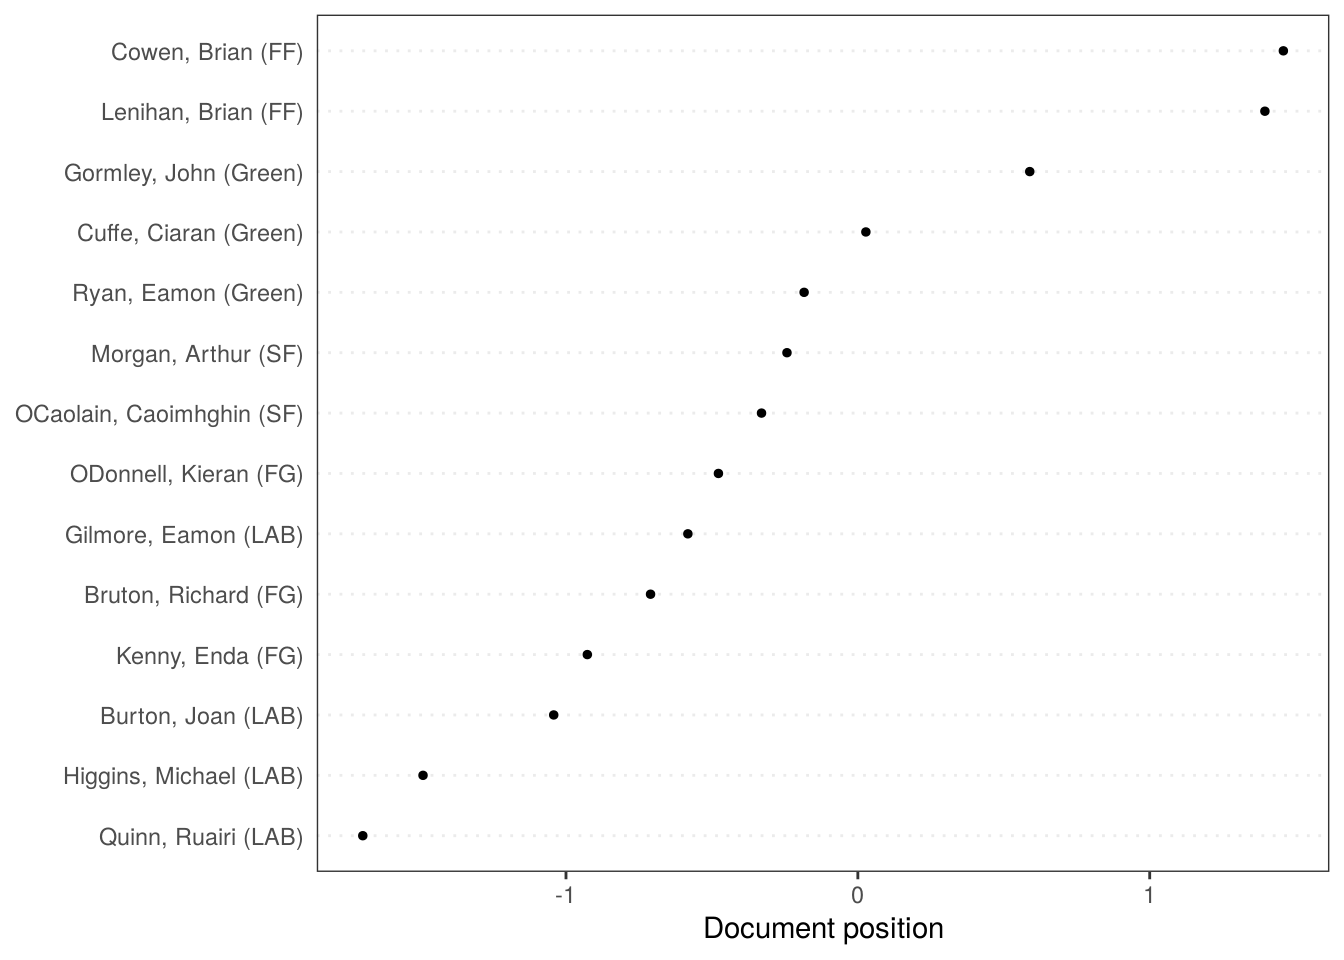 Cowen, Brian (FF)
Lenihan, Brian (FF)
Gormley, John (Green)
Cuffe, Ciaran (Green)
Ryan, Eamon (Green)
Morgan, Arthur (SF)
OCaolain, Caoimhghin (SF)
ODonnell, Kieran (FG)
Gilmore, Eamon (LAB)
Bruton, Richard (FG)
Kenny, Enda (FG)
Burton, Joan (LAB)
Higgins, Michael (LAB)
Quinn, Ruairi (LAB)
-1 0 1
Document position